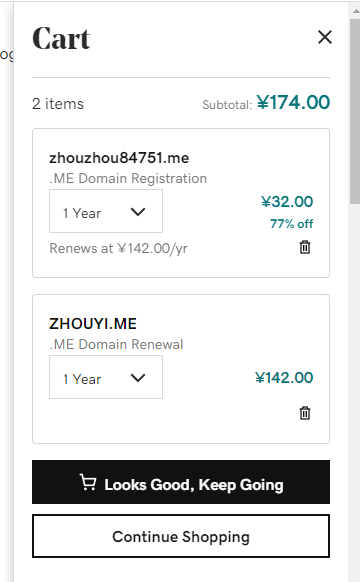 Cart
2 items
Subtotal: ¥174.00
zhouzhou84751.me
.ME Domain Registration
1 Year
¥32.00
77% off
Renews at ¥142.00/yr
ZHOUYI.ME
.ME Domain Renewal
1 Year
¥142.00
Looks Good, Keep Going
Continue Shopping